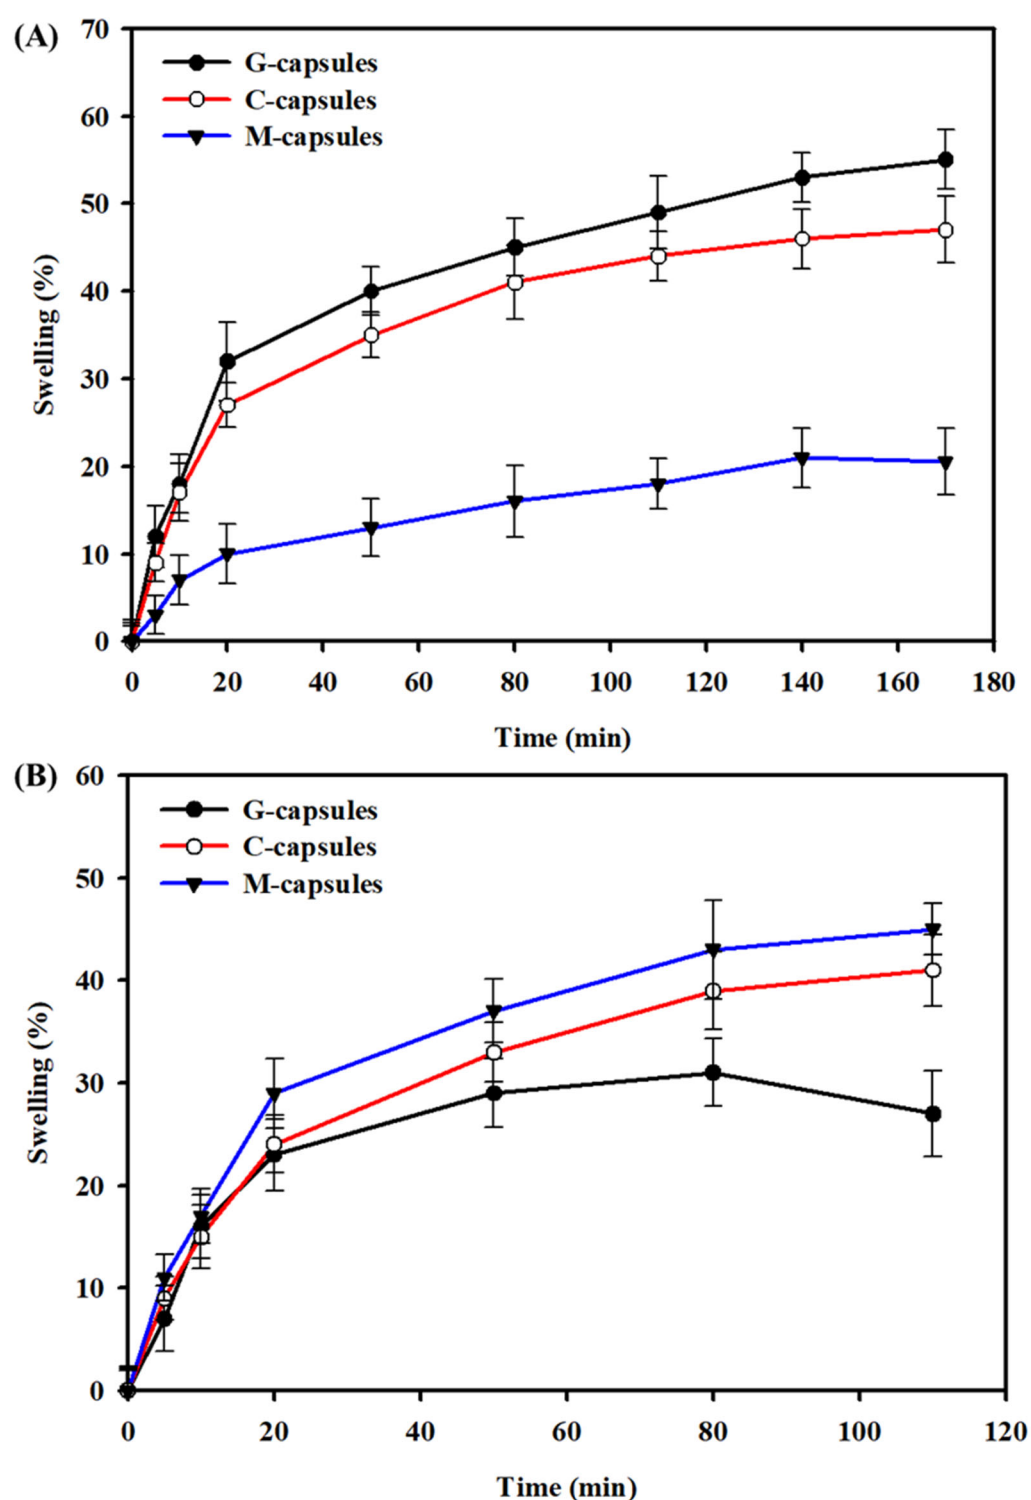 (A)
70
60
50
40
30
20
10
0
Swelling (%)
G-capsules
C-capsules
M-capsules
0 20 40 60 80 100 120 140 160 180
Time (min)
(B)
60
50
40
30
20
10
0
Swelling (%)
G-capsules
C-capsules
M-capsules
0 20 40 60 80 100 120
Time (min)